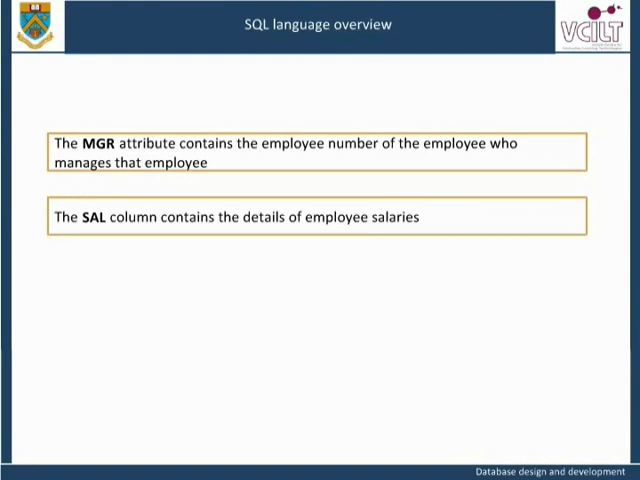 SQL language overview
VCILT
The MGR attribute contains the employee number of the employee who
manages that employee
The SAL column contains the details of employee salaries
Database design and development